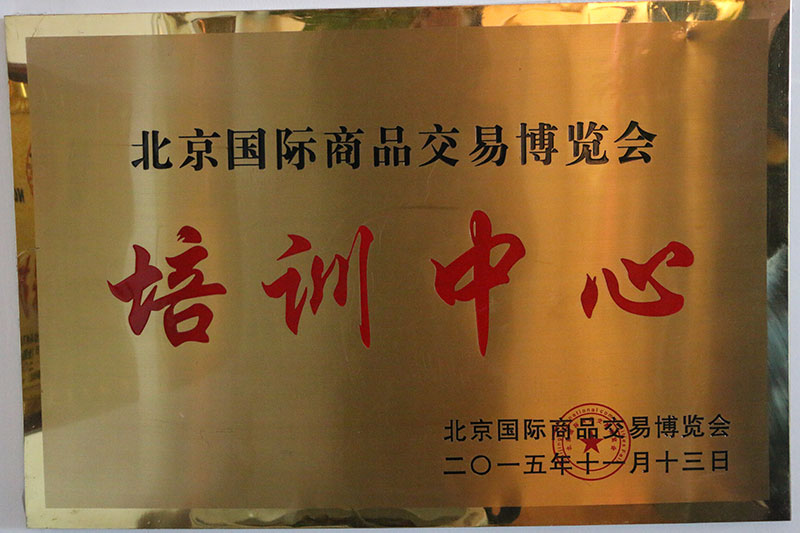 北京国际商品交易博览会
培训中心
北京国际商品交易博览会
二〇一五年十一月十三日